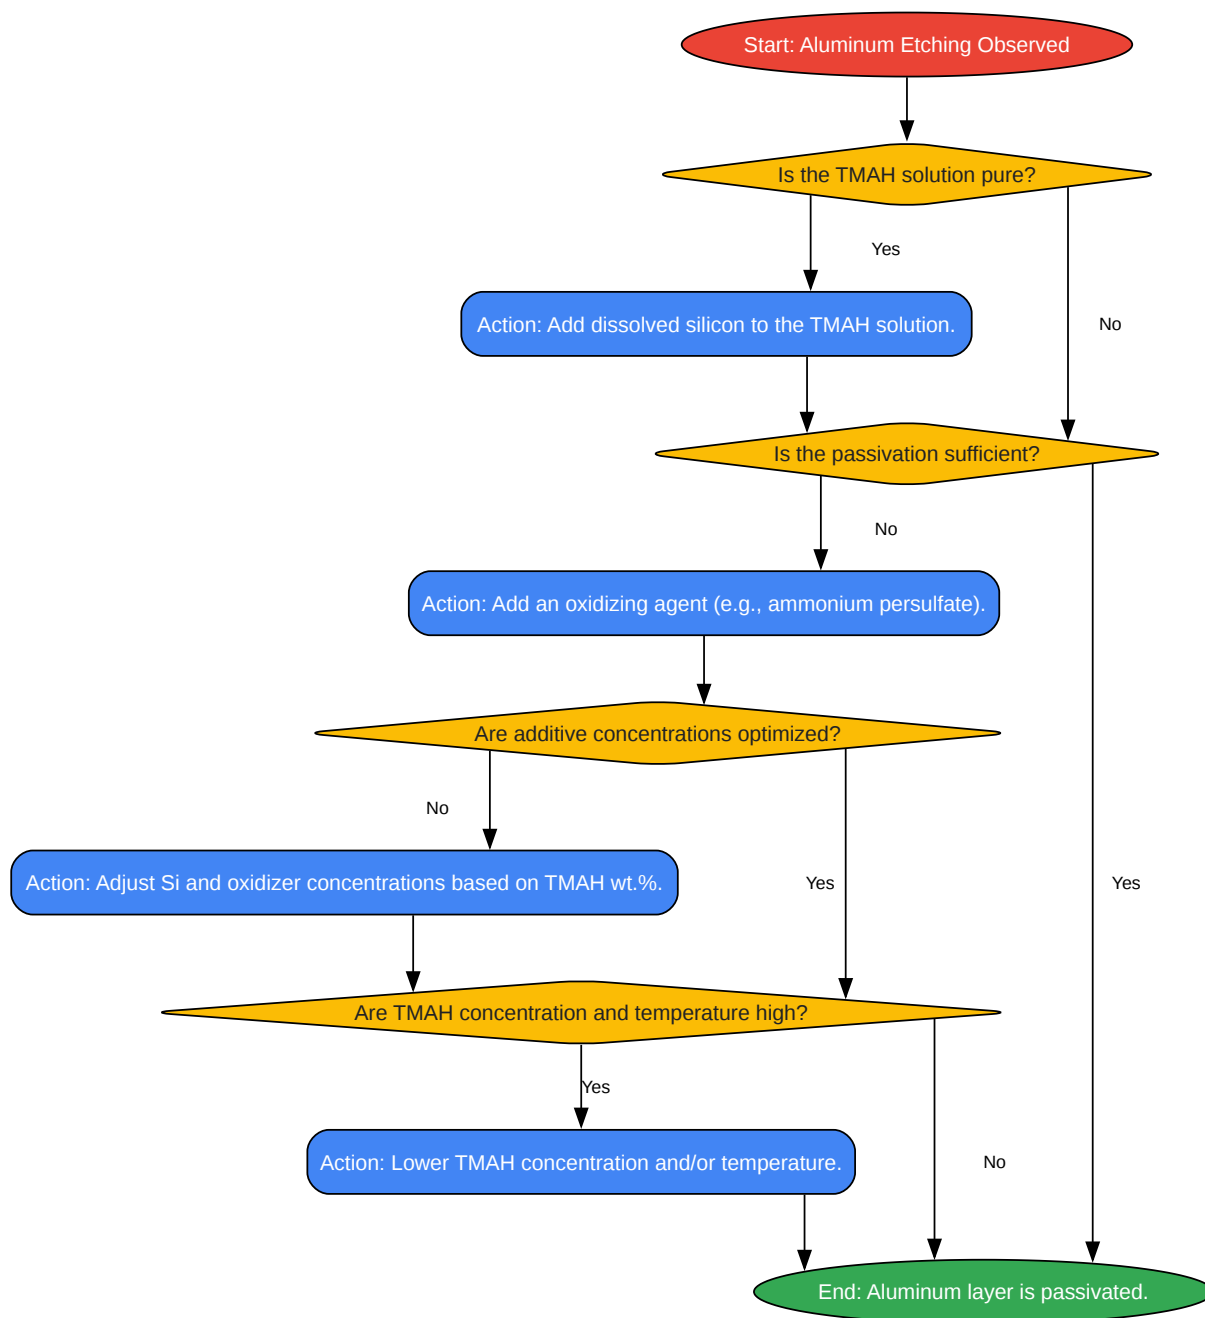 Start: Aluminum Etching Observed
Is the TMAH solution pure?
Yes
Action: Add dissolved silicon to the TMAH solution.
No
Is the passivation sufficient?
No
Action: Add an oxidizing agent (e.g., ammonium persulfate).
Are additive concentrations optimized?
No
Action: Adjust Si and oxidizer concentrations based on TMAH wt.%.
Yes
Yes
Are TMAH concentration and temperature high?
Yes
Action: Lower TMAH concentration and/or temperature.
No
End: Aluminum layer is passivated.